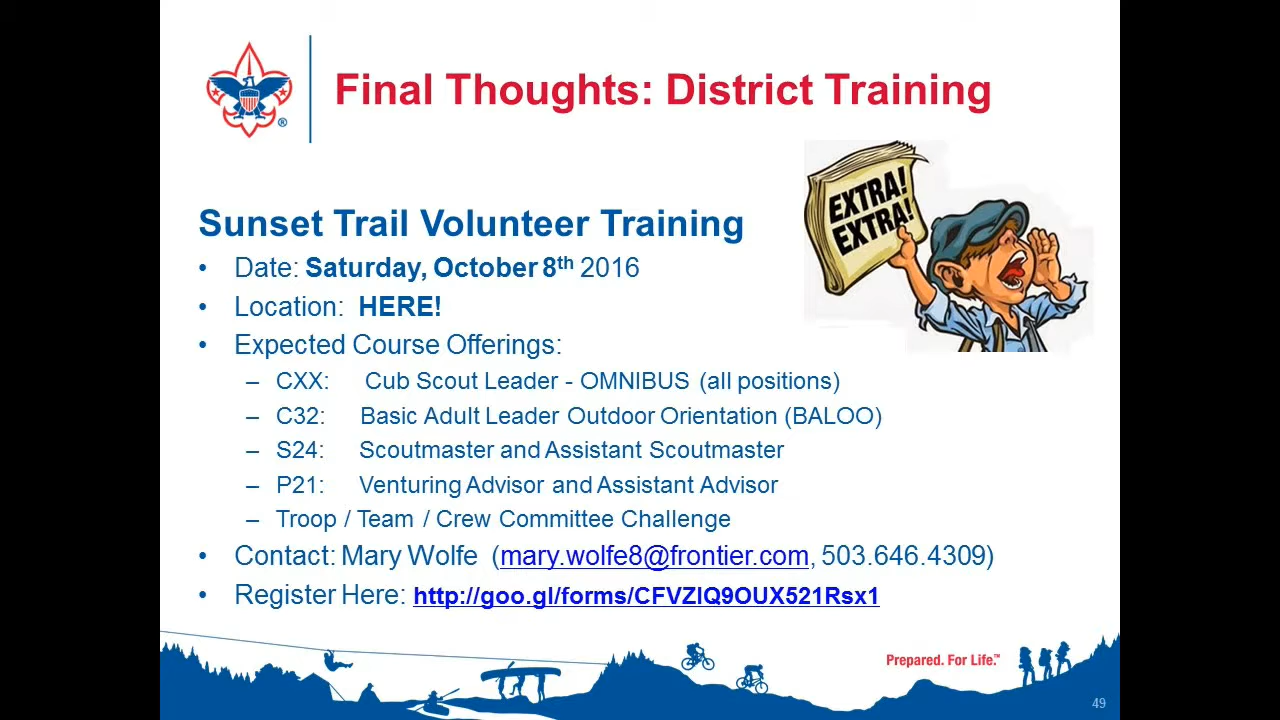 Final Thoughts: District Training
EXTRA!
EXTRA!
Sunset Trail Volunteer Training
• Date: Saturday, October 8th 2016
• Location: HERE!
• Expected Course Offerings:
– CXX: Cub Scout Leader - OMNIBUS (all positions)
– C32: Basic Adult Leader Outdoor Orientation (BALOO)
– S24: Scoutmaster and Assistant Scoutmaster
– P21: Venturing Advisor and Assistant Advisor
– Troop / Team / Crew Committee Challenge
• Contact: Mary Wolfe (mary.wolfe8@frontier.com, 503.646.4309)
• Register Here: http://goo.gl/forms/CFVZIQ9OUX521Rsx1
Prepared. For Life.™
49